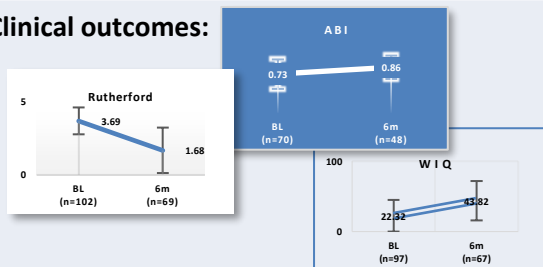 Clinical outcomes:
ABI
0.73
0.86
BL
(n=70)
6m
(n=48)
Rutherford
5
3.69
1.68
0
BL
(n=102)
6m
(n=69)
WIQ
100
22.32
43.82
0
BL
(n=97)
6m
(n=67)